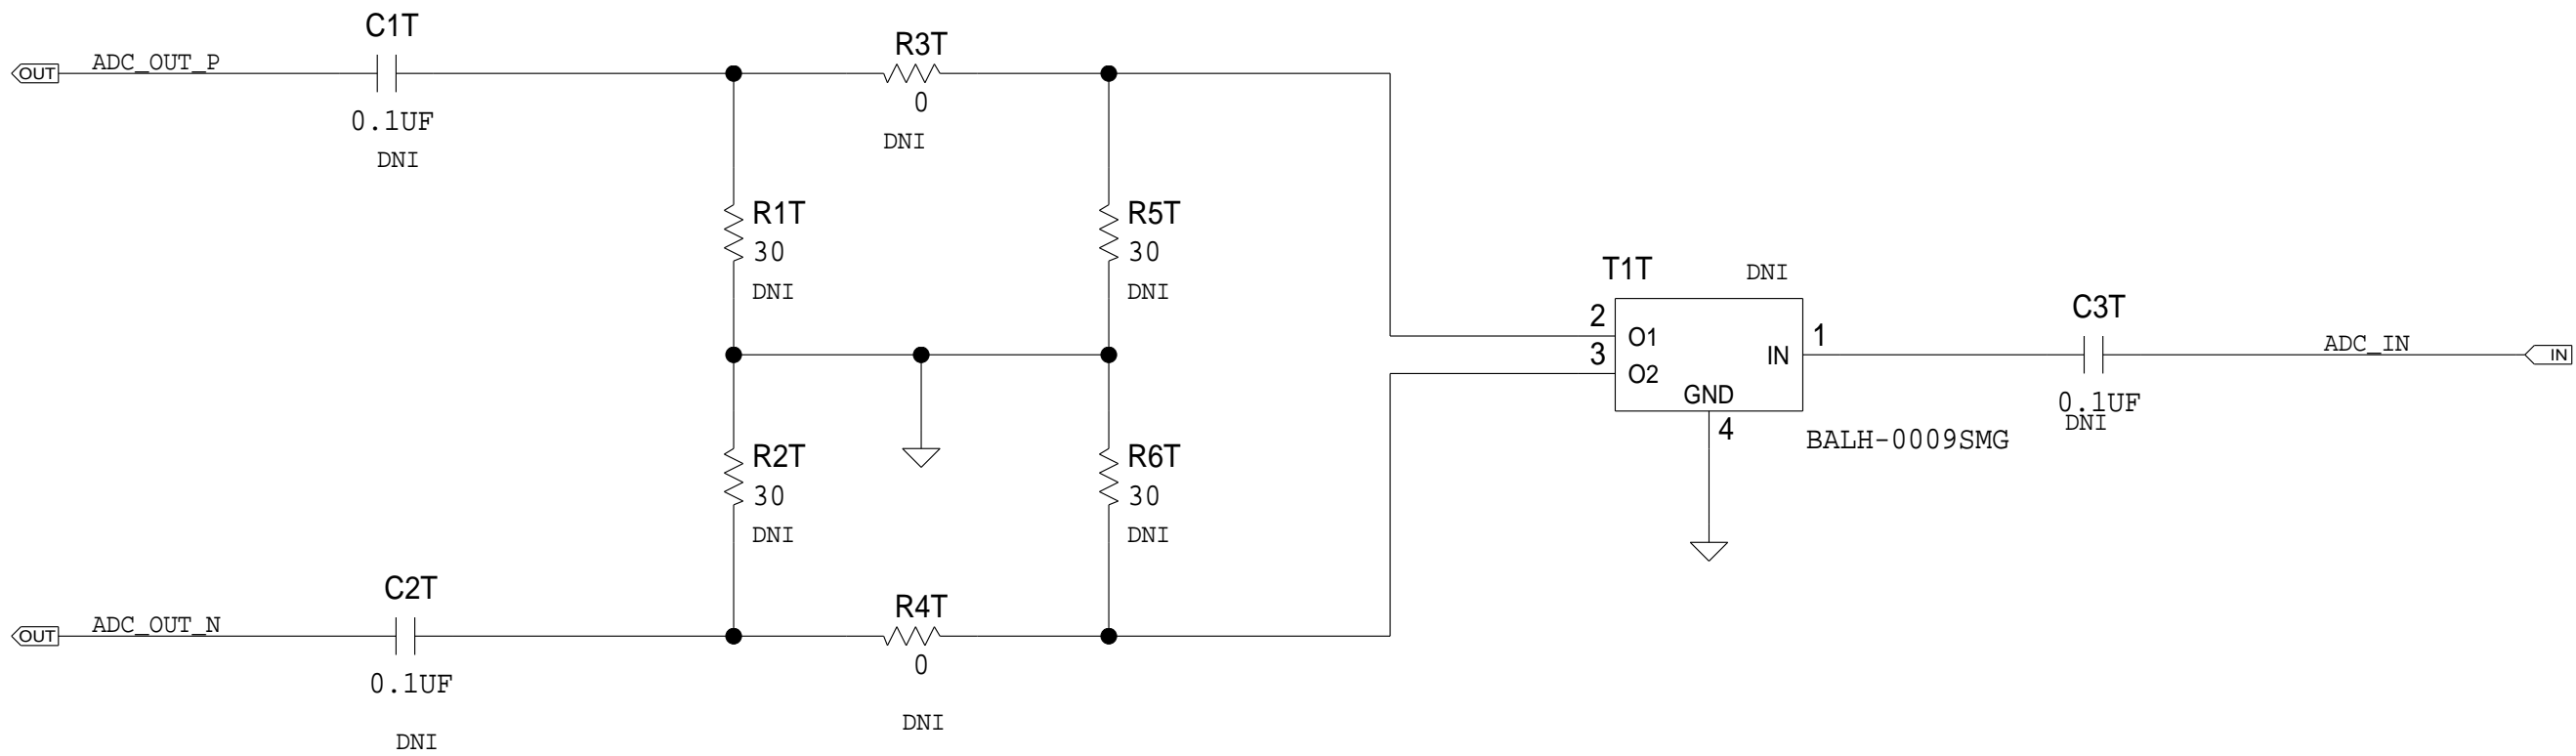 C1T
R3T
OUT
ADC_OUT_P
0.1UF
0
DNI
DNI
R1T
30
DNI
R5T
30
DNI
T1T
DNI
2
O1
3
O2
IN
1
GND
4
BALH-0009SMG
C3T
0.1UF
DNI
ADC_IN
IN
R2T
30
DNI
R6T
30
DNI
C2T
R4T
OUT
ADC_OUT_N
0.1UF
0
DNI
DNI